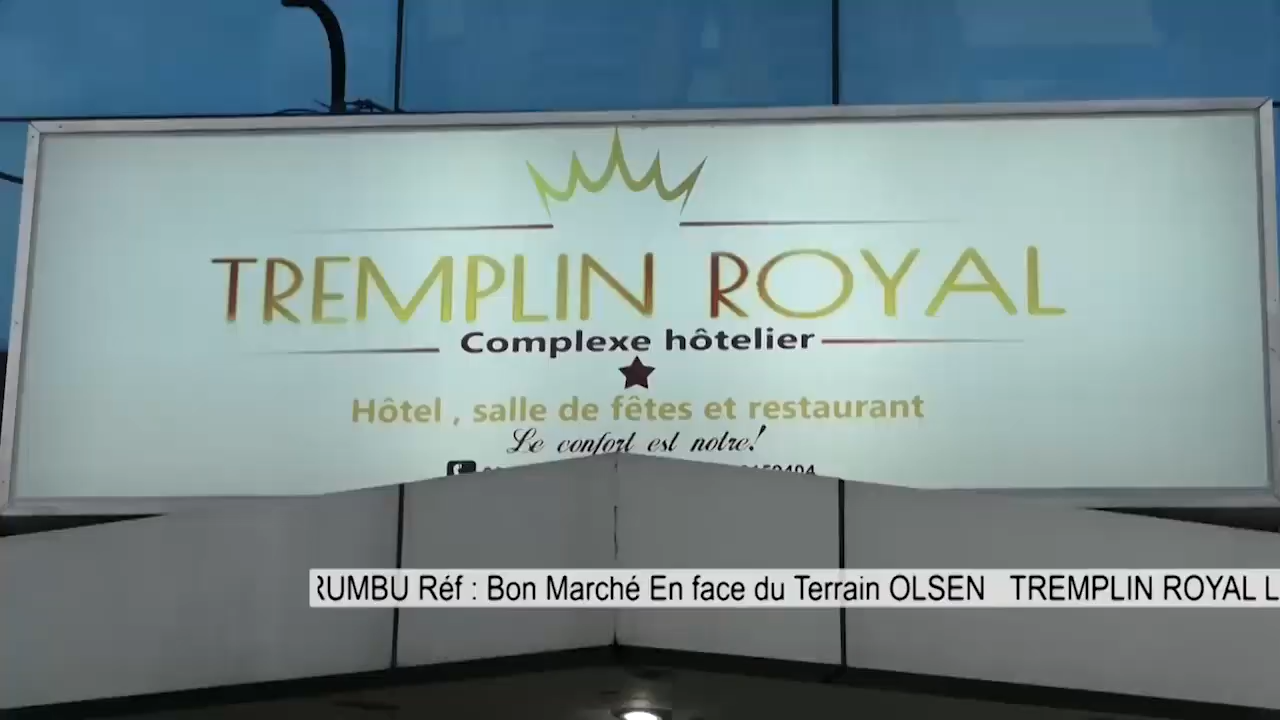 TREMPLIN ROYAL
Complexe hôtelier
Hôtel , salle de fêtes et restaurant
Le confort est notre!
RUMBU Réf : Bon Marché En face du Terrain OLSEN TREMPLIN ROYAL L